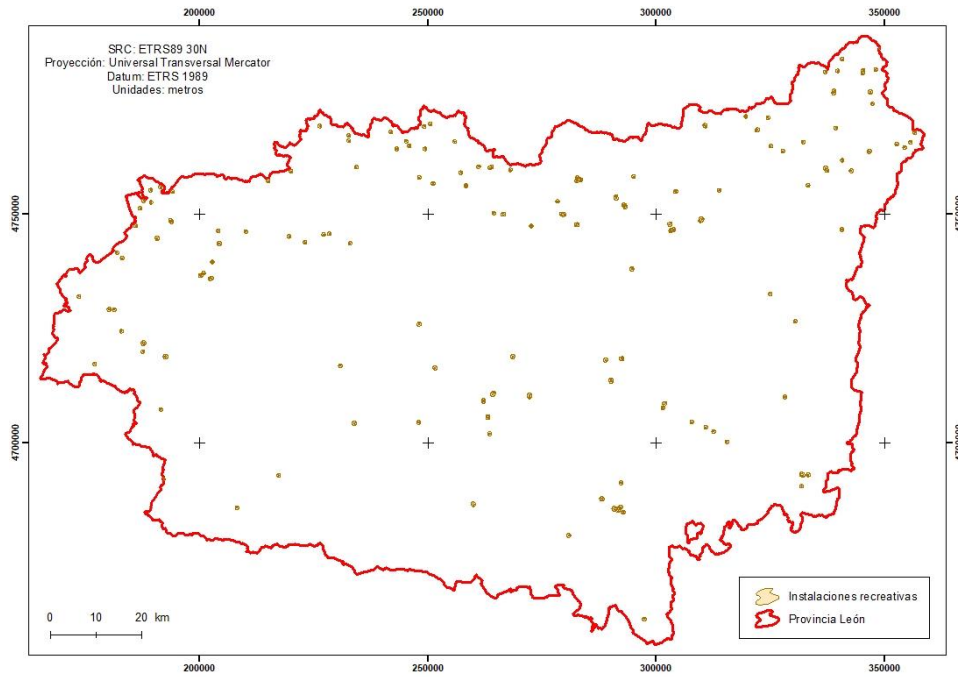 200000 250000 300000 350000
SRC: ETRS89 30N
Proyección: Universal Transversal Mercator
Datum: ETRS 1989
Unidades: metros
4750000 4750000
4700000 4700000
Instalaciones recreativas
Provincia León
0 10 20 km
200000 250000 300000 350000